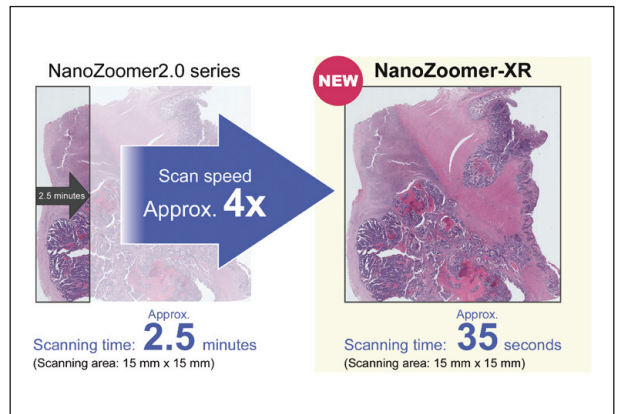 NanoZoomer2.0 series
2.5 minutes
Scan speed
Approx. 4x
Approx.
Scanning time: 2.5 minutes
(Scanning area: 15 mm x 15 mm)
NEW
NanoZoomer-XR
Approx.
Scanning time: 35 seconds
(Scanning area: 15 mm x 15 mm)